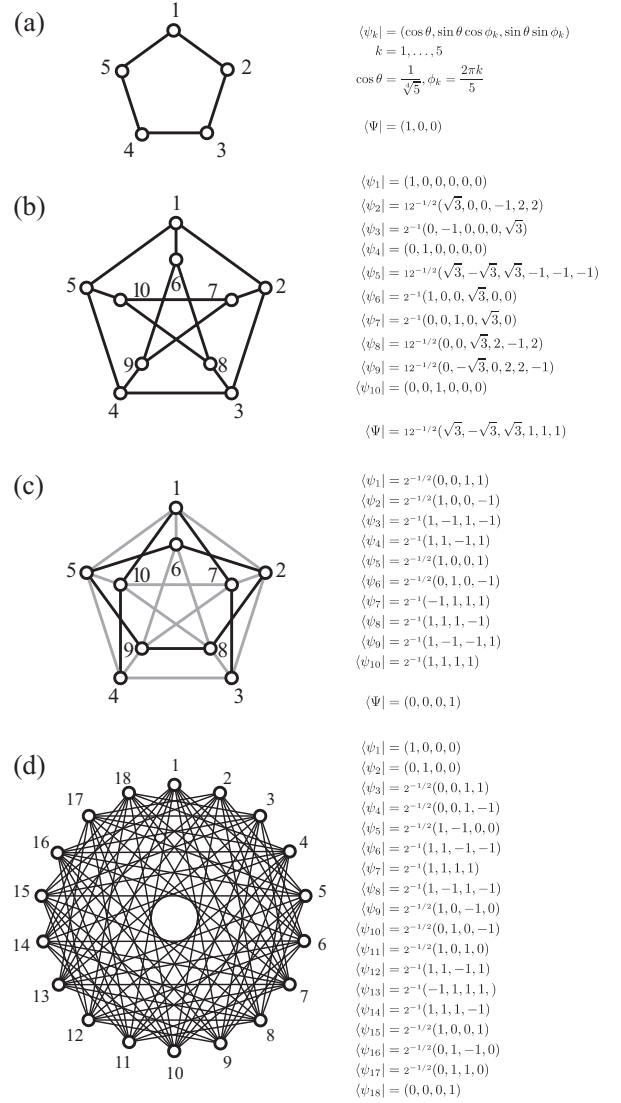 (a)
1
2
3
4
5
⟨ψ_k| = (cos θ, sin θ cos φ_k, sin θ sin φ_k)
k = 1, . . . , 5
cos θ = 1/∜5, φ_k = 2πk/5
⟨Ψ| = (1, 0, 0)
(b)
1
2
3
4
5
6
7
8
9
10
⟨ψ_1| = (1, 0, 0, 0, 0, 0)
⟨ψ_2| = 12^{-1/2}(√3, 0, 0, −1, 2, 2)
⟨ψ_3| = 2^{-1}(0, −1, 0, 0, 0, √3)
⟨ψ_4| = (0, 1, 0, 0, 0, 0)
⟨ψ_5| = 12^{-1/2}(√3, −√3, √3, −1, −1, −1)
⟨ψ_6| = 2^{-1}(1, 0, 0, √3, 0, 0)
⟨ψ_7| = 2^{-1}(0, 0, 1, 0, √3, 0)
⟨ψ_8| = 12^{-1/2}(0, 0, √3, 2, −1, 2)
⟨ψ_9| = 12^{-1/2}(0, −√3, 0, 2, 2, −1)
⟨ψ_10| = (0, 0, 1, 0, 0, 0)
⟨Ψ| = 12^{-1/2}(√3, −√3, √3, 1, 1, 1)
(c)
1
2
3
4
5
6
7
8
9
10
⟨ψ_1| = 2^{-1/2}(0, 0, 1, 1)
⟨ψ_2| = 2^{-1/2}(1, 0, 0, −1)
⟨ψ_3| = 2^{-1}(1, −1, 1, −1)
⟨ψ_4| = 2^{-1}(1, 1, −1, 1)
⟨ψ_5| = 2^{-1/2}(1, 0, 0, 1)
⟨ψ_6| = 2^{-1/2}(0, 1, 0, −1)
⟨ψ_7| = 2^{-1}(−1, 1, 1, 1)
⟨ψ_8| = 2^{-1}(1, 1, 1, −1)
⟨ψ_9| = 2^{-1}(1, −1, −1, 1)
⟨ψ_10| = 2^{-1}(1, 1, 1, 1)
⟨Ψ| = (0, 0, 0, 1)
(d)
1
2
3
4
5
6
7
8
9
10
11
12
13
14
15
16
17
18
⟨ψ_1| = (1, 0, 0, 0)
⟨ψ_2| = (0, 1, 0, 0)
⟨ψ_3| = 2^{-1/2}(0, 0, 1, 1)
⟨ψ_4| = 2^{-1/2}(0, 0, 1, −1)
⟨ψ_5| = 2^{-1/2}(1, −1, 0, 0)
⟨ψ_6| = 2^{-1}(1, 1, −1, −1)
⟨ψ_7| = 2^{-1}(1, 1, 1, 1)
⟨ψ_8| = 2^{-1}(1, −1, 1, −1)
⟨ψ_9| = 2^{-1/2}(1, 0, −1, 0)
⟨ψ_10| = 2^{-1/2}(0, 1, 0, −1)
⟨ψ_11| = 2^{-1/2}(1, 0, 1, 0)
⟨ψ_12| = 2^{-1}(1, 1, −1, 1)
⟨ψ_13| = 2^{-1}(−1, 1, 1, 1, )
⟨ψ_14| = 2^{-1}(1, 1, 1, −1)
⟨ψ_15| = 2^{-1/2}(1, 0, 0, 1)
⟨ψ_16| = 2^{-1/2}(0, 1, −1, 0)
⟨ψ_17| = 2^{-1/2}(0, 1, 1, 0)
⟨ψ_18| = (0, 0, 0, 1)